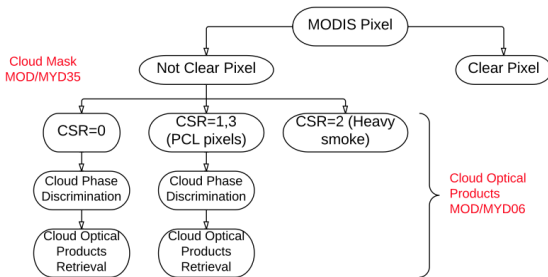 MODIS Pixel
Cloud Mask
MOD/MYD35
Not Clear Pixel
Clear Pixel
CSR=0
CSR=1,3
(PCL pixels)
CSR=2 (Heavy
smoke)
Cloud Phase
Discrimination
Cloud Phase
Discrimination
Cloud Optical
Products
MOD/MYD06
Cloud Optical
Products
Retrieval
Cloud Optical
Products
Retrieval